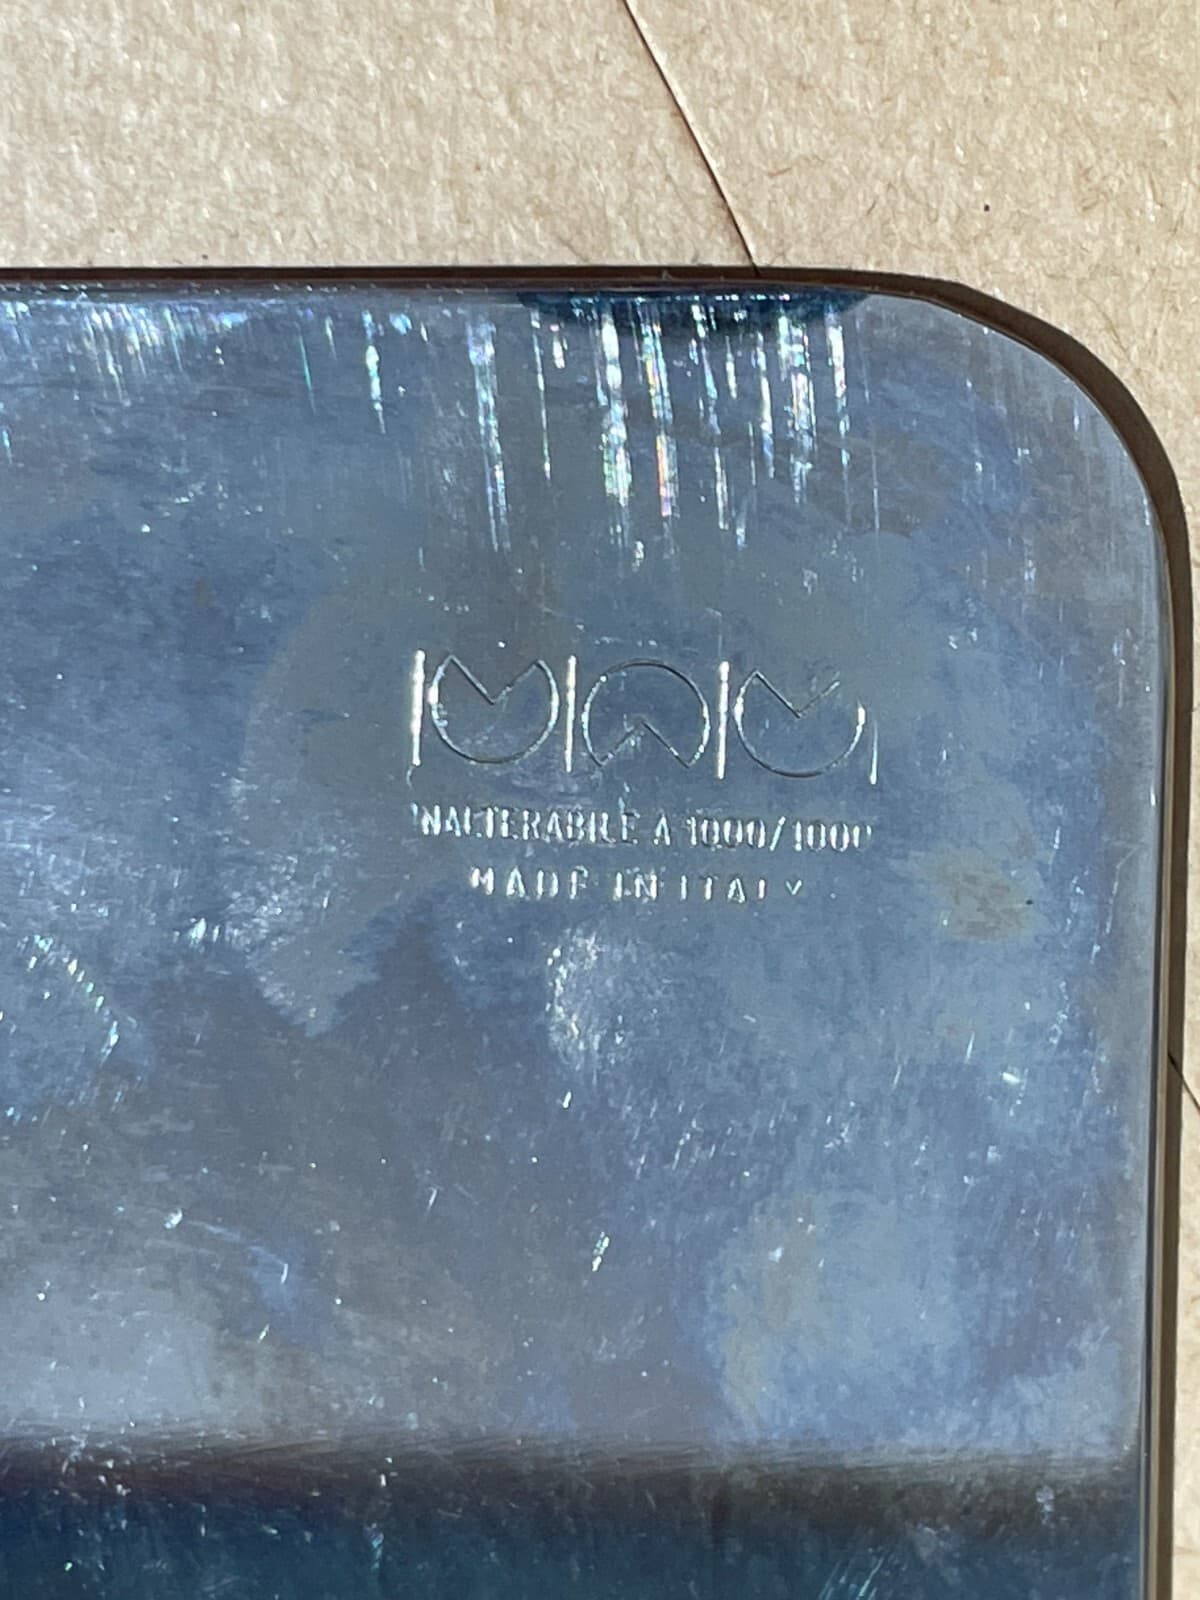 INALTERABILE A 1000/1000
MADE IN ITALY